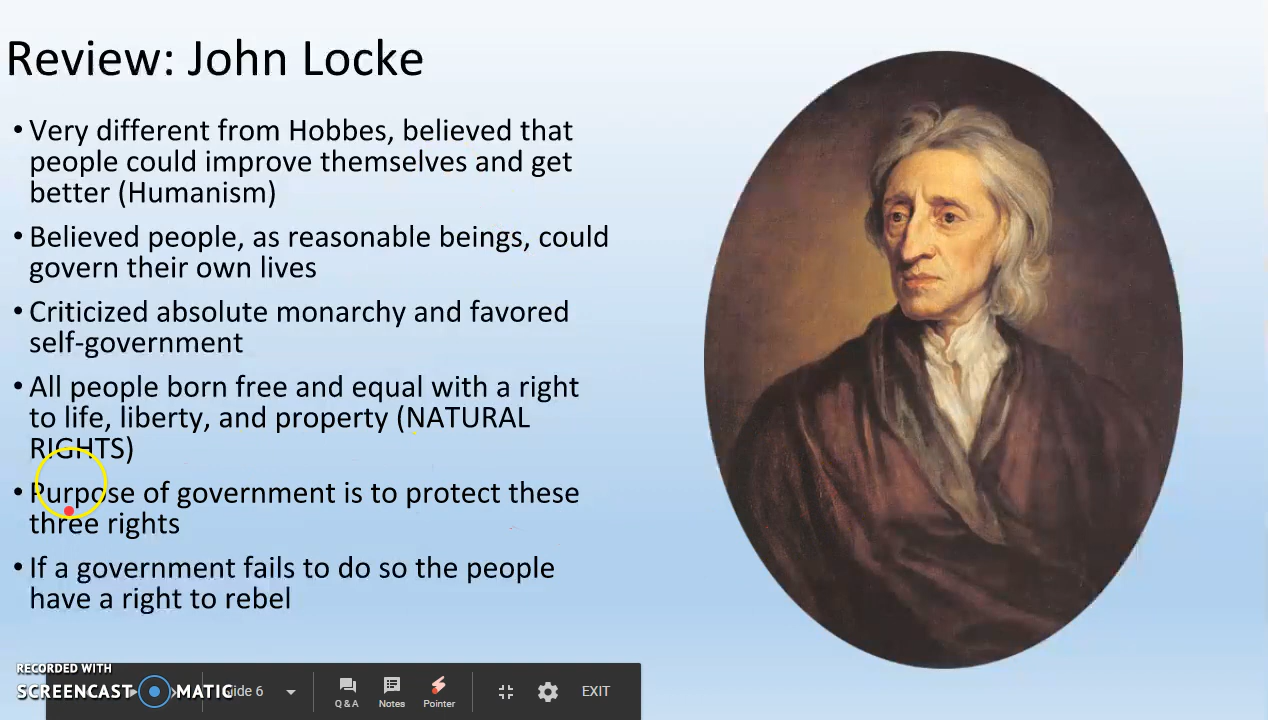 Review: John Locke
• Very different from Hobbes, believed that
people could improve themselves and get
better (Humanism)
• Believed people, as reasonable beings, could
govern their own lives
• Criticized absolute monarchy and favored
self-government
• All people born free and equal with a right
to life, liberty, and property (NATURAL
RIGHTS)
• Purpose of government is to protect these
three rights
• If a government fails to do so the people
have a right to rebel
RECORDED WITH
SCREENCAST MATIC
lide 6
Q & A
Notes
Pointer
EXIT